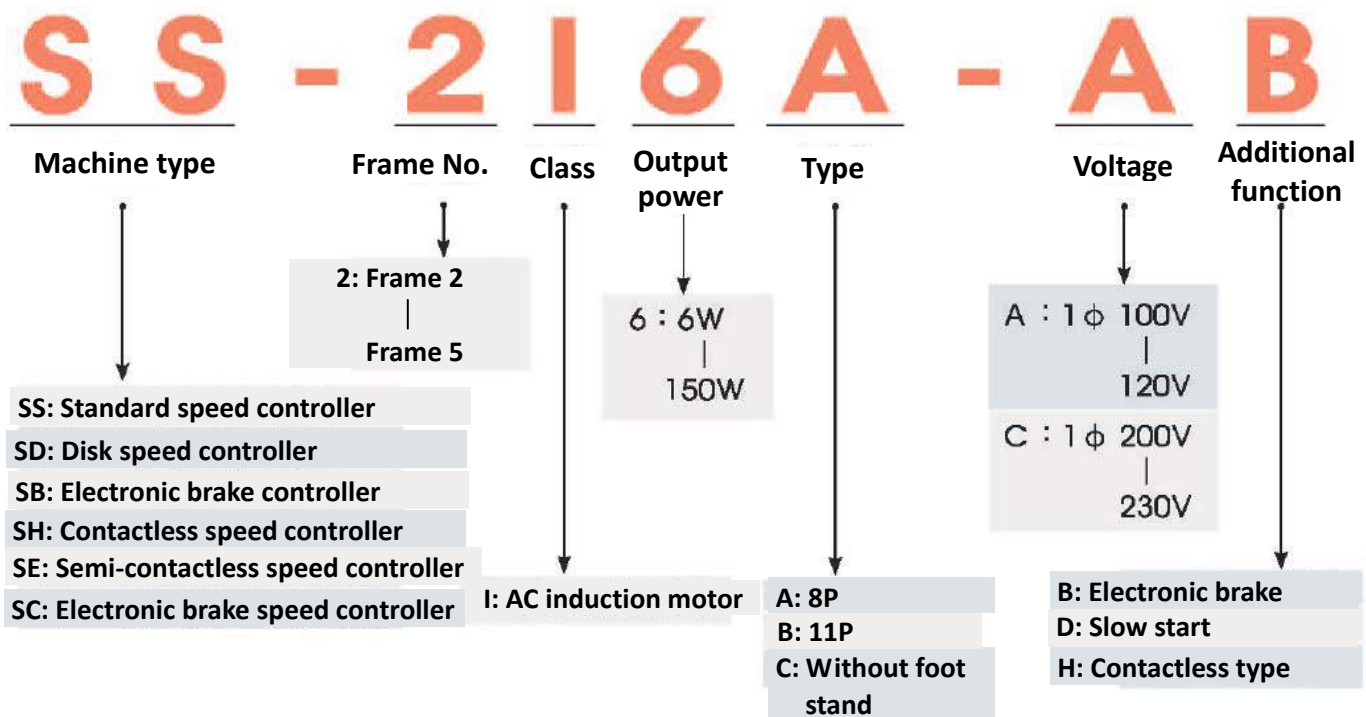 SS-2I6A-AB
Machine type
Frame No.
Class
Output
power
Type
Voltage
Additional
function
2: Frame 2
|
Frame 5
6 : 6W
|
150W
A : 1 ϕ 100V
|
120V
C : 1 ϕ 200V
|
230V
SS: Standard speed controller
SD: Disk speed controller
SB: Electronic brake controller
SH: Contactless speed controller
SE: Semi-contactless speed controller
SC: Electronic brake speed controller
I: AC induction motor
A: 8P
B: 11P
C: Without foot
stand
B: Electronic brake
D: Slow start
H: Contactless type